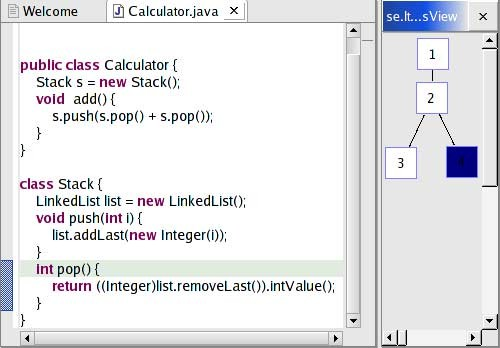 Welcome
Calculator.java
public class Calculator {
Stack s = new Stack();
void  add() {
s.push(s.pop() + s.pop());
}
}
class Stack {
LinkedList list = new LinkedList();
void push(int i) {
list.addLast(new Integer(i));
}
int pop() {
return ((Integer)list.removeLast()).intValue();
}
}
se.lt...sView
1
2
3
4